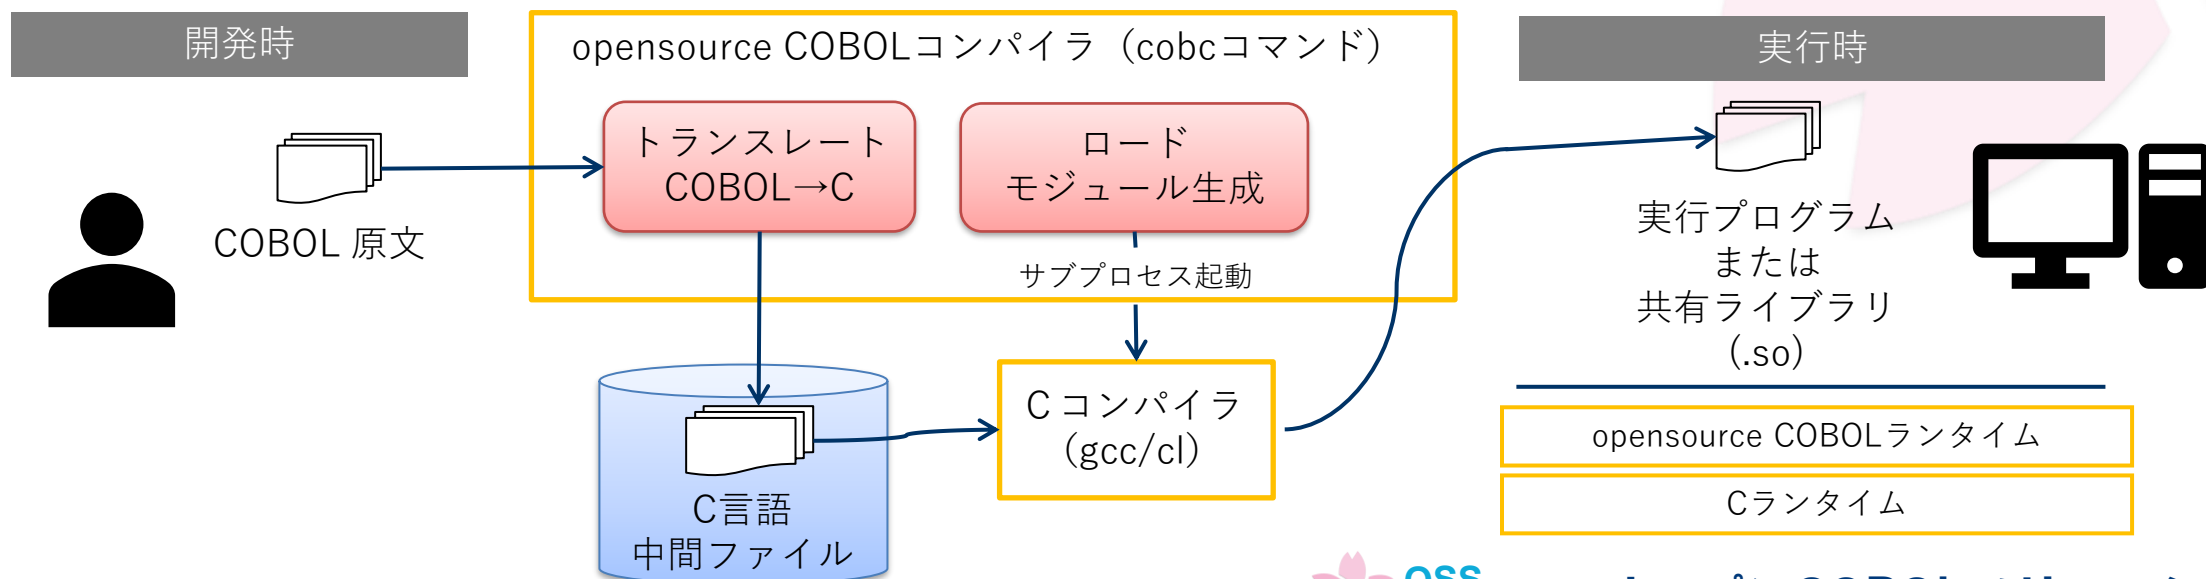 開発時
opensource COBOLコンパイラ（cobcコマンド）
実行時
トランスレート
COBOL→C
ロード
モジュール生成
COBOL 原文
サブプロセス起動
実行プログラム
または
共有ライブラリ
(.so)
Cコンパイラ
(gcc/cl)
opensource COBOLランタイム
Cランタイム
C言語
中間ファイル
OSS
COBOL